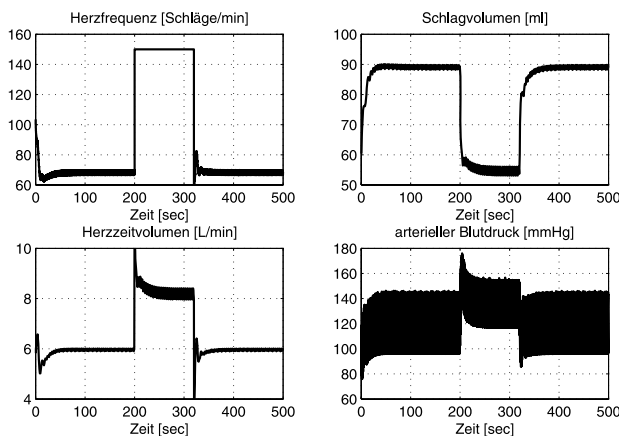 Herzfrequenz [Schläge/min]
160
140
120
100
80
60
0 100 200 300 400 500
Zeit [sec]
Schlagvolumen [ml]
100
90
80
70
60
50
0 100 200 300 400 500
Zeit [sec]
Herzzeitvolumen [L/min]
10
8
6
4
0 100 200 300 400 500
Zeit [sec]
arterieller Blutdruck [mmHg]
180
160
140
120
100
80
60
0 100 200 300 400 500
Zeit [sec]